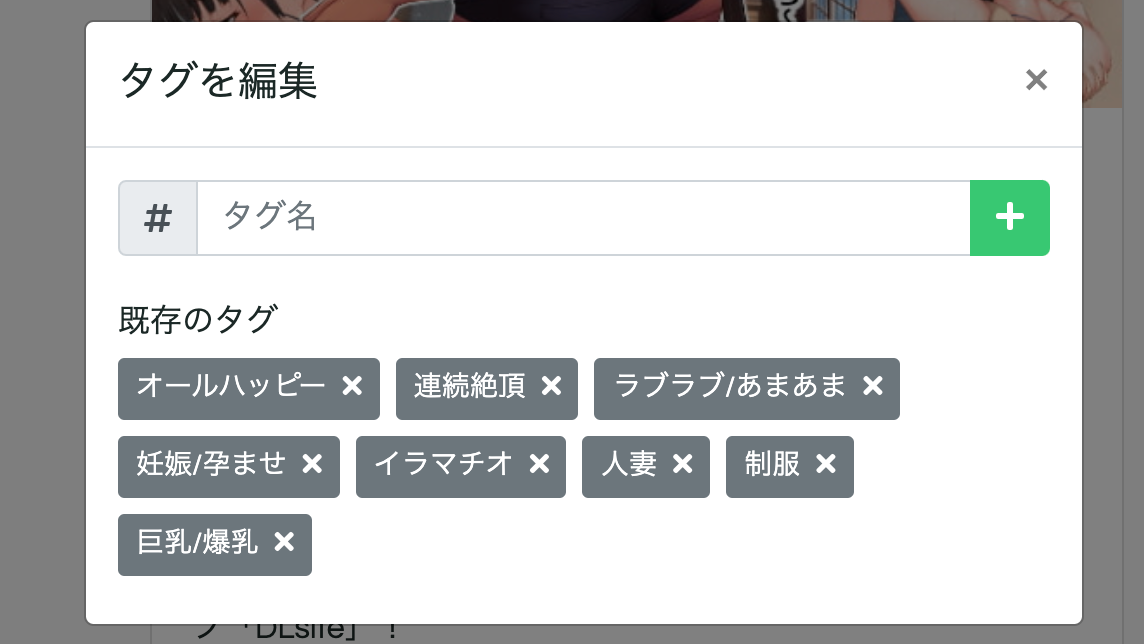 タグを編集 ×
# タグ名 +
既存のタグ
オールハッピー × 連続絶頂 × ラブラブ/あまあま ×
妊娠/孕ませ × イラマチオ × 人妻 × 制服 ×
巨乳/爆乳 ×
「DLsite」！